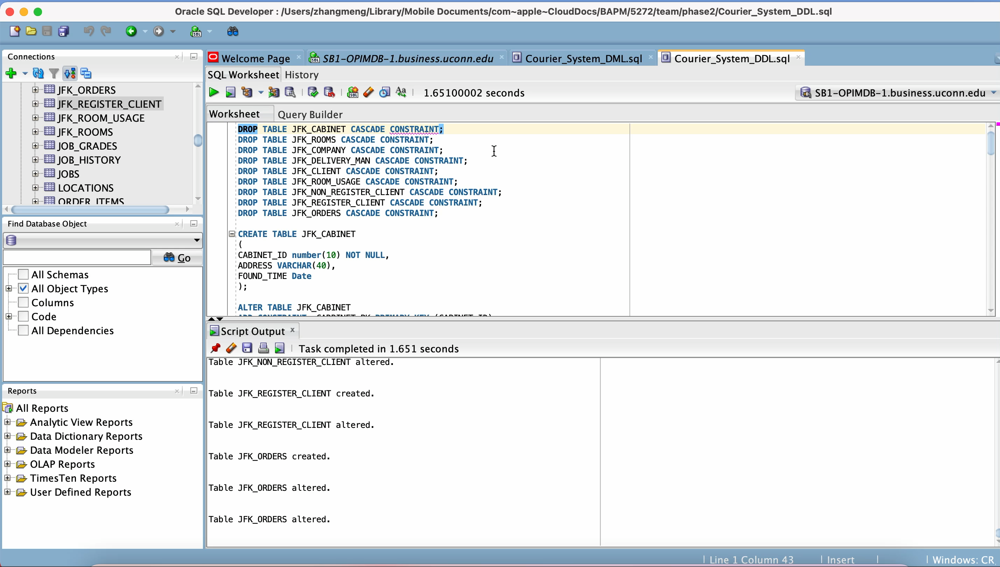 Oracle SQL Developer : /Users/zhangmeng/Library/Mobile Documents/com~apple~CloudDocs/BAPM/5272/team/phase2/Courier_System_DDL.sql
Connections
JFK_ORDERS
JFK_REGISTER_CLIENT
JFK_ROOM_USAGE
JFK_ROOMS
JOB_GRADES
JOB_HISTORY
JOBS
LOCATIONS
ORDER_ITEMS
Find Database Object
Go
All Schemas
All Object Types
Columns
Code
All Dependencies
Reports
All Reports
Analytic View Reports
Data Dictionary Reports
Data Modeler Reports
OLAP Reports
TimesTen Reports
User Defined Reports
Welcome Page
SB1-OPIMDB-1.business.uconn.edu
Courier_System_DML.sql
Courier_System_DDL.sql
SQL Worksheet History
1.65100002 seconds
SB1-OPIMDB-1.business.uconn.edu
Worksheet Query Builder
DROP TABLE JFK_CABINET CASCADE CONSTRAINT;
DROP TABLE JFK_ROOMS CASCADE CONSTRAINT;
DROP TABLE JFK_COMPANY CASCADE CONSTRAINT;
DROP TABLE JFK_DELIVERY_MAN CASCADE CONSTRAINT;
DROP TABLE JFK_CLIENT CASCADE CONSTRAINT;
DROP TABLE JFK_ROOM_USAGE CASCADE CONSTRAINT;
DROP TABLE JFK_NON_REGISTER_CLIENT CASCADE CONSTRAINT;
DROP TABLE JFK_REGISTER_CLIENT CASCADE CONSTRAINT;
DROP TABLE JFK_ORDERS CASCADE CONSTRAINT;
CREATE TABLE JFK_CABINET
(
CABINET_ID number(10) NOT NULL,
ADDRESS VARCHAR(40),
FOUND_TIME Date
);
ALTER TABLE JFK_CABINET
Script Output
Task completed in 1.651 seconds
Table JFK_NON_REGISTER_CLIENT altered.
Table JFK_REGISTER_CLIENT created.
Table JFK_REGISTER_CLIENT altered.
Table JFK_ORDERS created.
Table JFK_ORDERS altered.
Table JFK_ORDERS altered.
Line 1 Column 43
Insert
Windows: CR